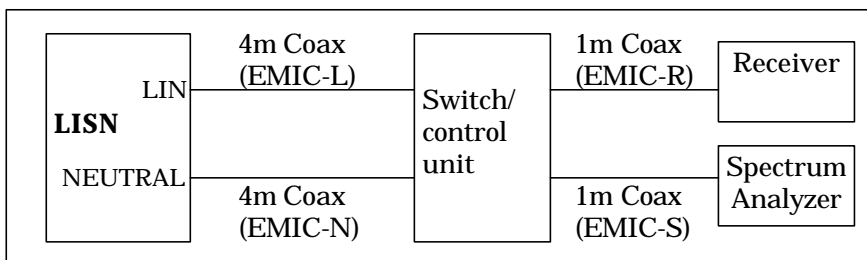 4m Coax
(EMIC-L)
1m Coax
(EMIC-R)
Receiver
LIN
LISN
Switch/
control
unit
NEUTRAL
4m Coax
(EMIC-N)
1m Coax
(EMIC-S)
Spectrum
Analyzer